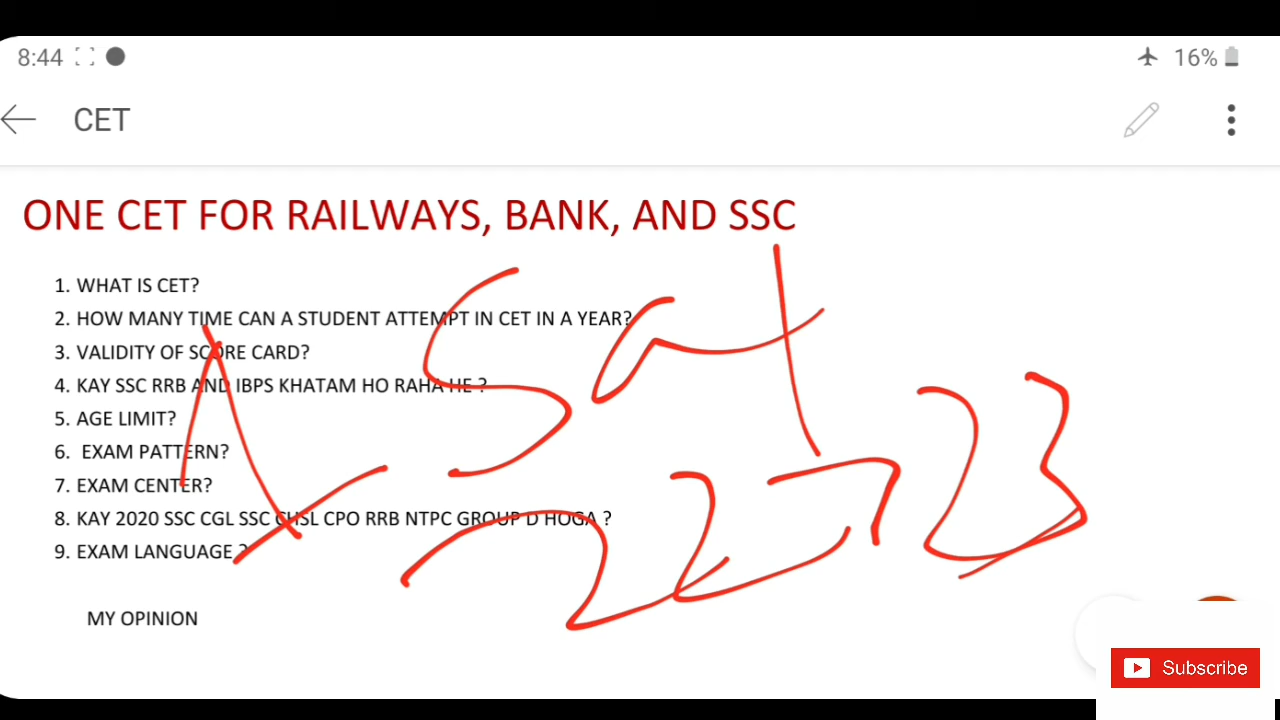 8:44 16%
CET
ONE CET FOR RAILWAYS, BANK, AND SSC
1. WHAT IS CET?
2. HOW MANY TIME CAN A STUDENT ATTEMPT IN CET IN A YEAR?
3. VALIDITY OF SCORE CARD?
4. KAY SSC RRB AND IBPS KHATAM HO RAHA HE ?
5. AGE LIMIT?
6. EXAM PATTERN?
7. EXAM CENTER?
8. KAY 2020 SSC CGL SSC CHSL CPO RRB NTPC GROUP D HOGA ?
9. EXAM LANGUAGE ?
MY OPINION
Subscribe